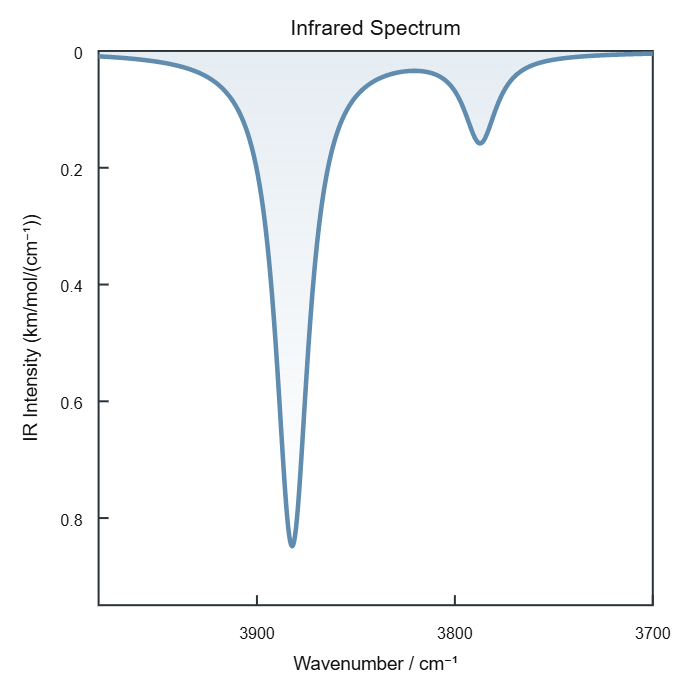 Infrared Spectrum
0
0.2
0.4
0.6
0.8
IR Intensity (km/mol/(cm⁻¹))
3900
3800
3700
Wavenumber / cm⁻¹